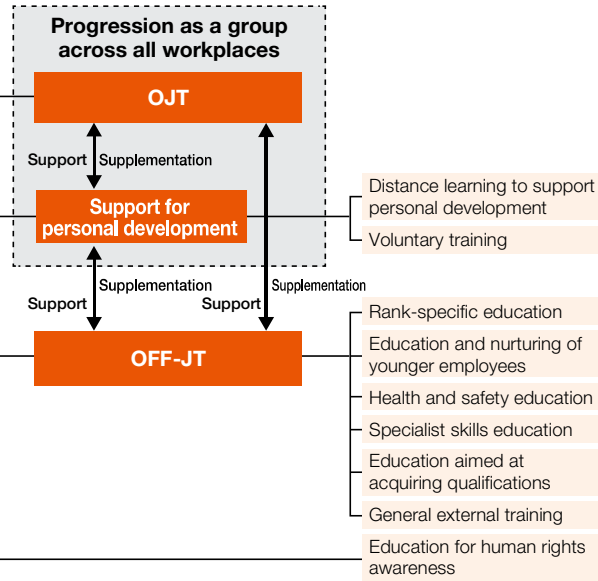 Progression as a group
across all workplaces
OJT
Support Supplementation
Support for
personal development
Distance learning to support
personal development
Voluntary training
Supplementation
Support
Support
Supplementation
OFF-JT
Rank-specific education
Education and nurturing of
younger employees
Health and safety education
Specialist skills education
Education aimed at
acquiring qualifications
General external training
Education for human rights
awareness